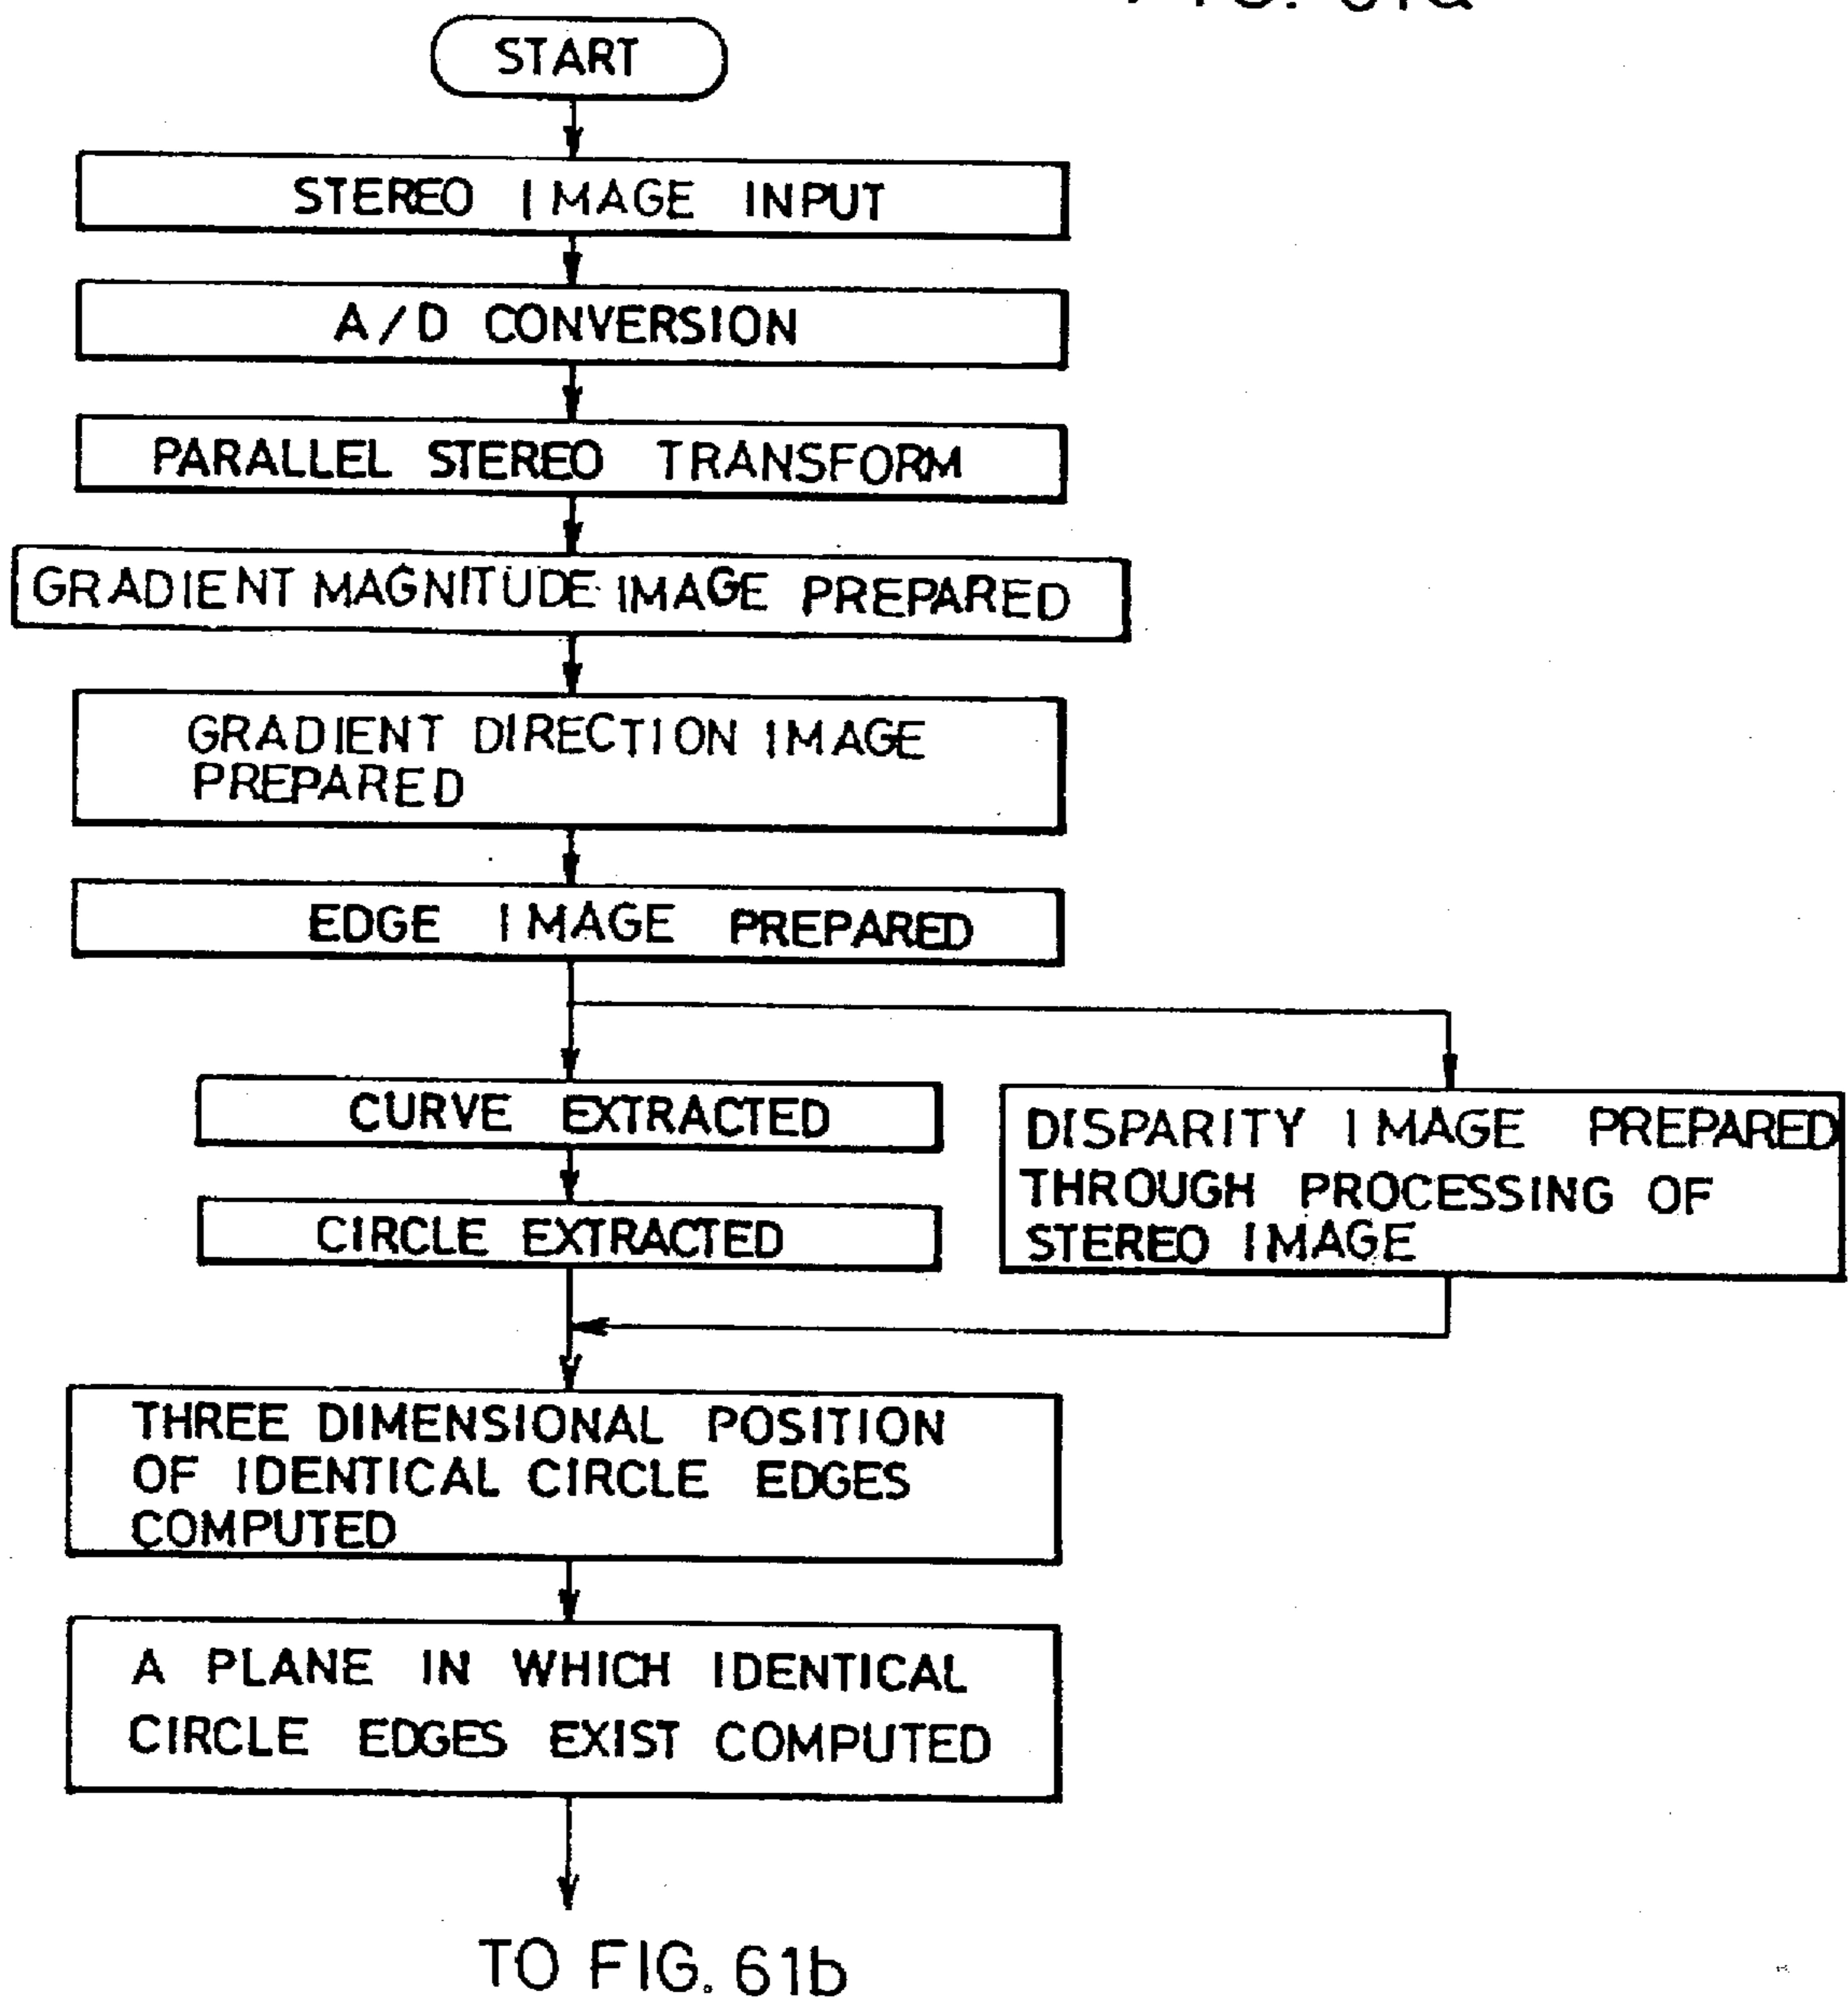 START
STEREO IMAGE INPUT
A/D CONVERSION
PARALLEL STEREO TRANSFORM
GRADIENT MAGNITUDE IMAGE PREPARED
GRADIENT DIRECTION IMAGE
PREPARED
EDGE IMAGE PREPARED
CURVE EXTRACTED
CIRCLE EXTRACTED
DISPARITY IMAGE PREPARED
THROUGH PROCESSING OF
STEREO IMAGE
THREE DIMENSIONAL POSITION
OF IDENTICAL CIRCLE EDGES
COMPUTED
A PLANE IN WHICH IDENTICAL
CIRCLE EDGES EXIST COMPUTED
TO FIG. 61b